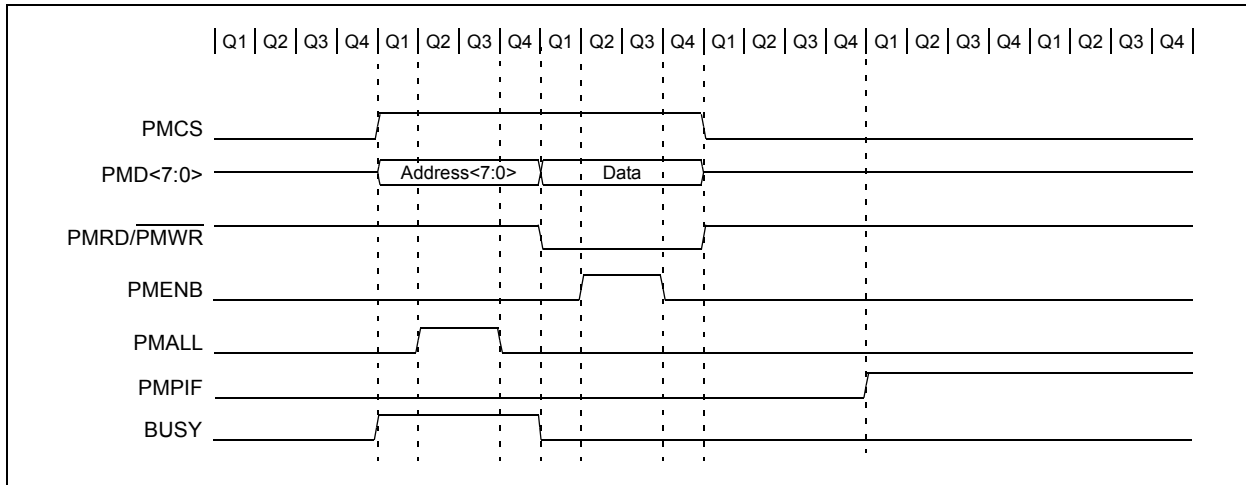 Q1 Q2 Q3 Q4 Q1 Q2 Q3 Q4 Q1 Q2 Q3 Q4 Q1 Q2 Q3 Q4 Q1 Q2 Q3 Q4 Q1 Q2 Q3 Q4
PMCS
PMD<7:0> Address<7:0> Data
PMRD/PMWR
PMENB
PMALL
PMPIF
BUSY